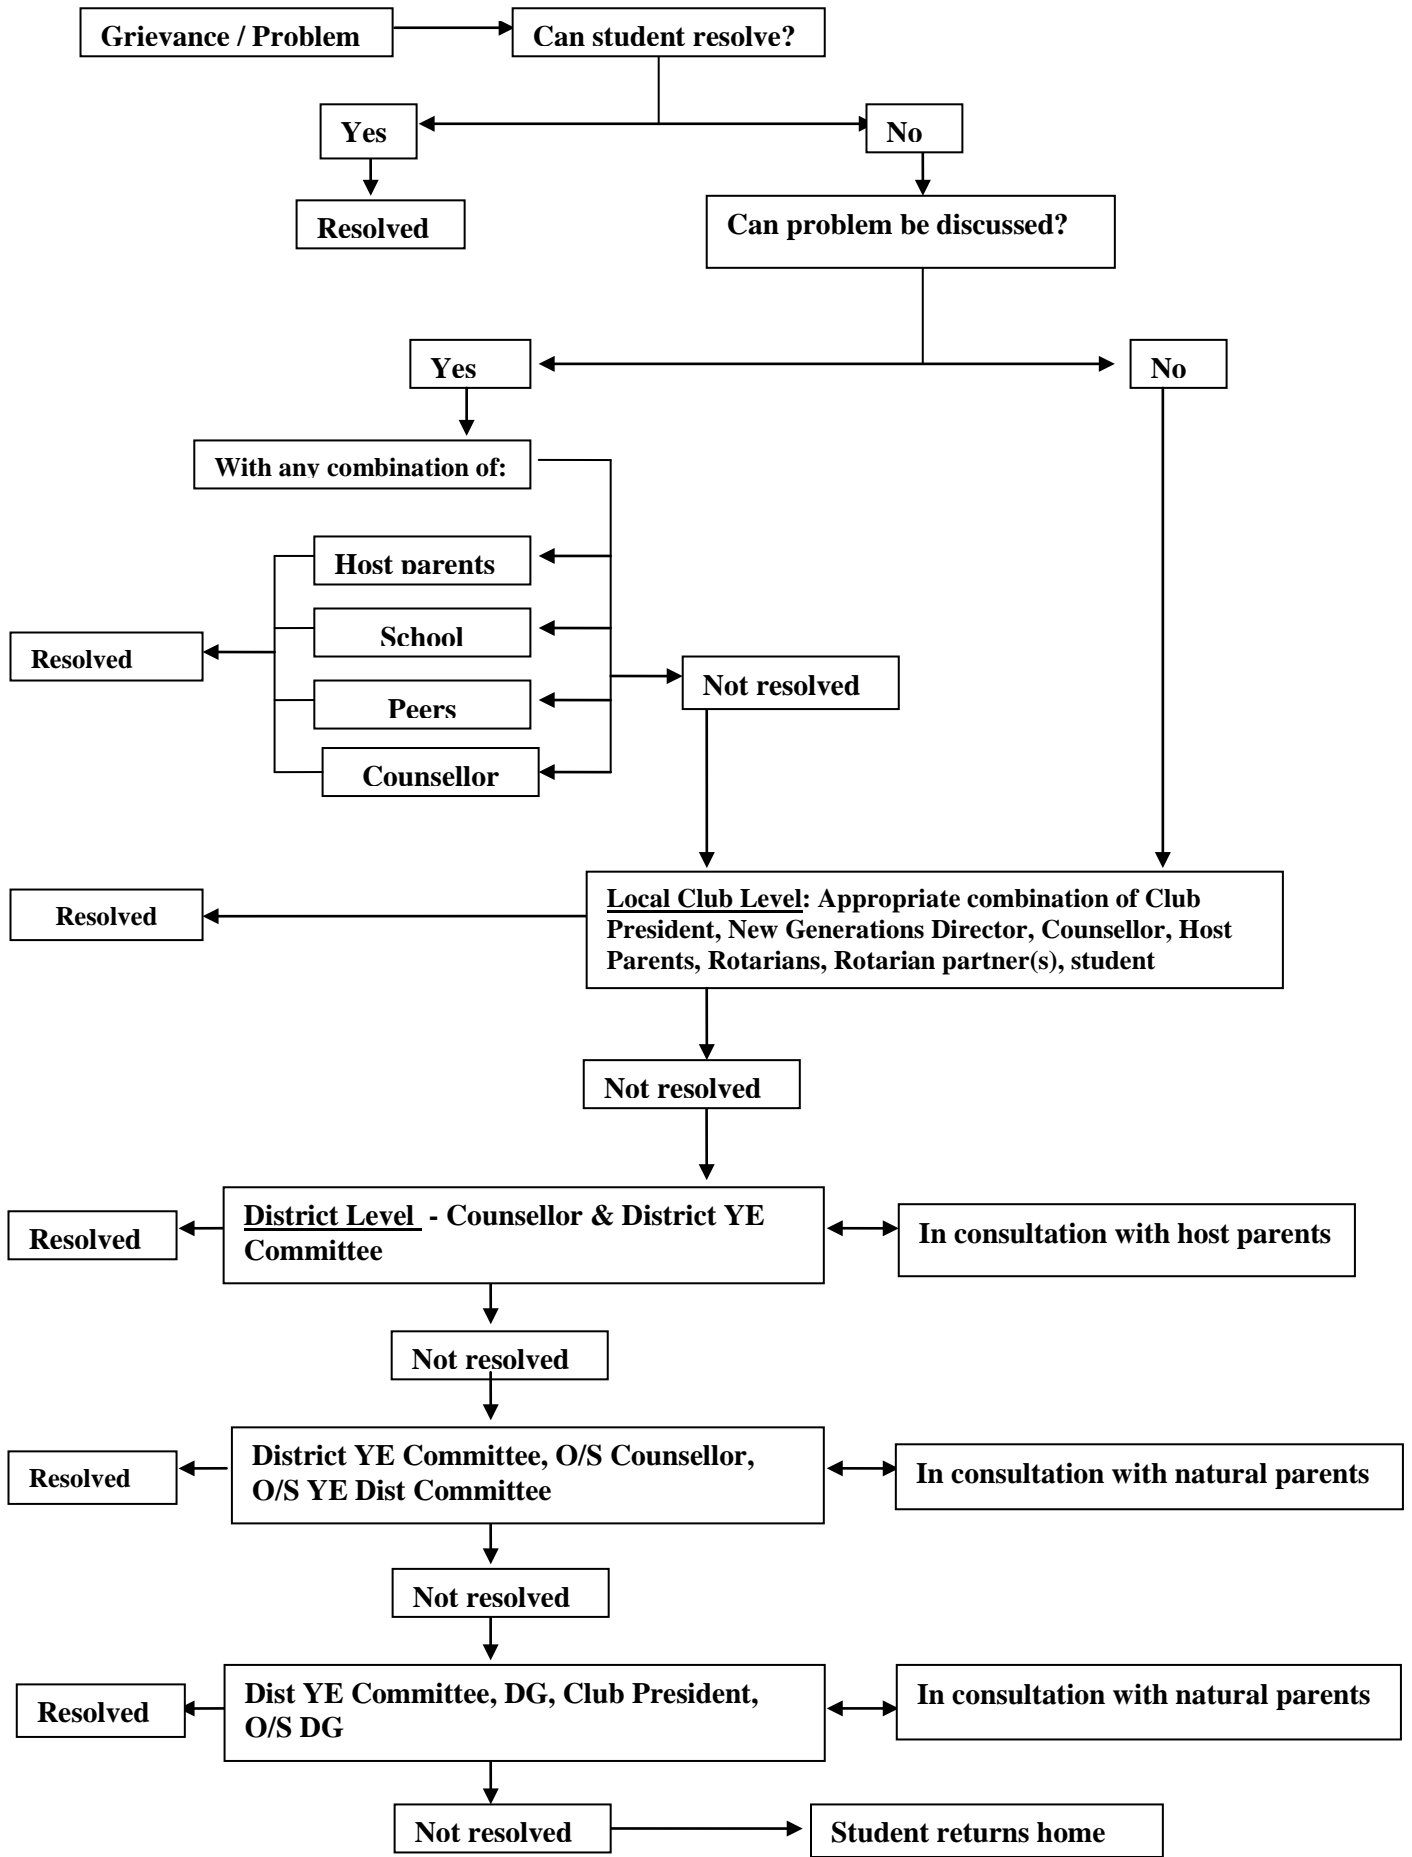 Grievance / Problem
Can student resolve?
Yes
No
Resolved
Can problem be discussed?
Yes
No
With any combination of:
Host parents
School
Resolved
Not resolved
Peers
Counsellor
Resolved
Local Club Level: Appropriate combination of Club
President, New Generations Director, Counsellor, Host
Parents, Rotarians, Rotarian partner(s), student
Not resolved
Resolved
District Level - Counsellor & District YE
Committee
In consultation with host parents
Not resolved
Resolved
District YE Committee, O/S Counsellor,
O/S YE Dist Committee
In consultation with natural parents
Not resolved
Resolved
Dist YE Committee, DG, Club President,
O/S DG
In consultation with natural parents
Not resolved
Student returns home